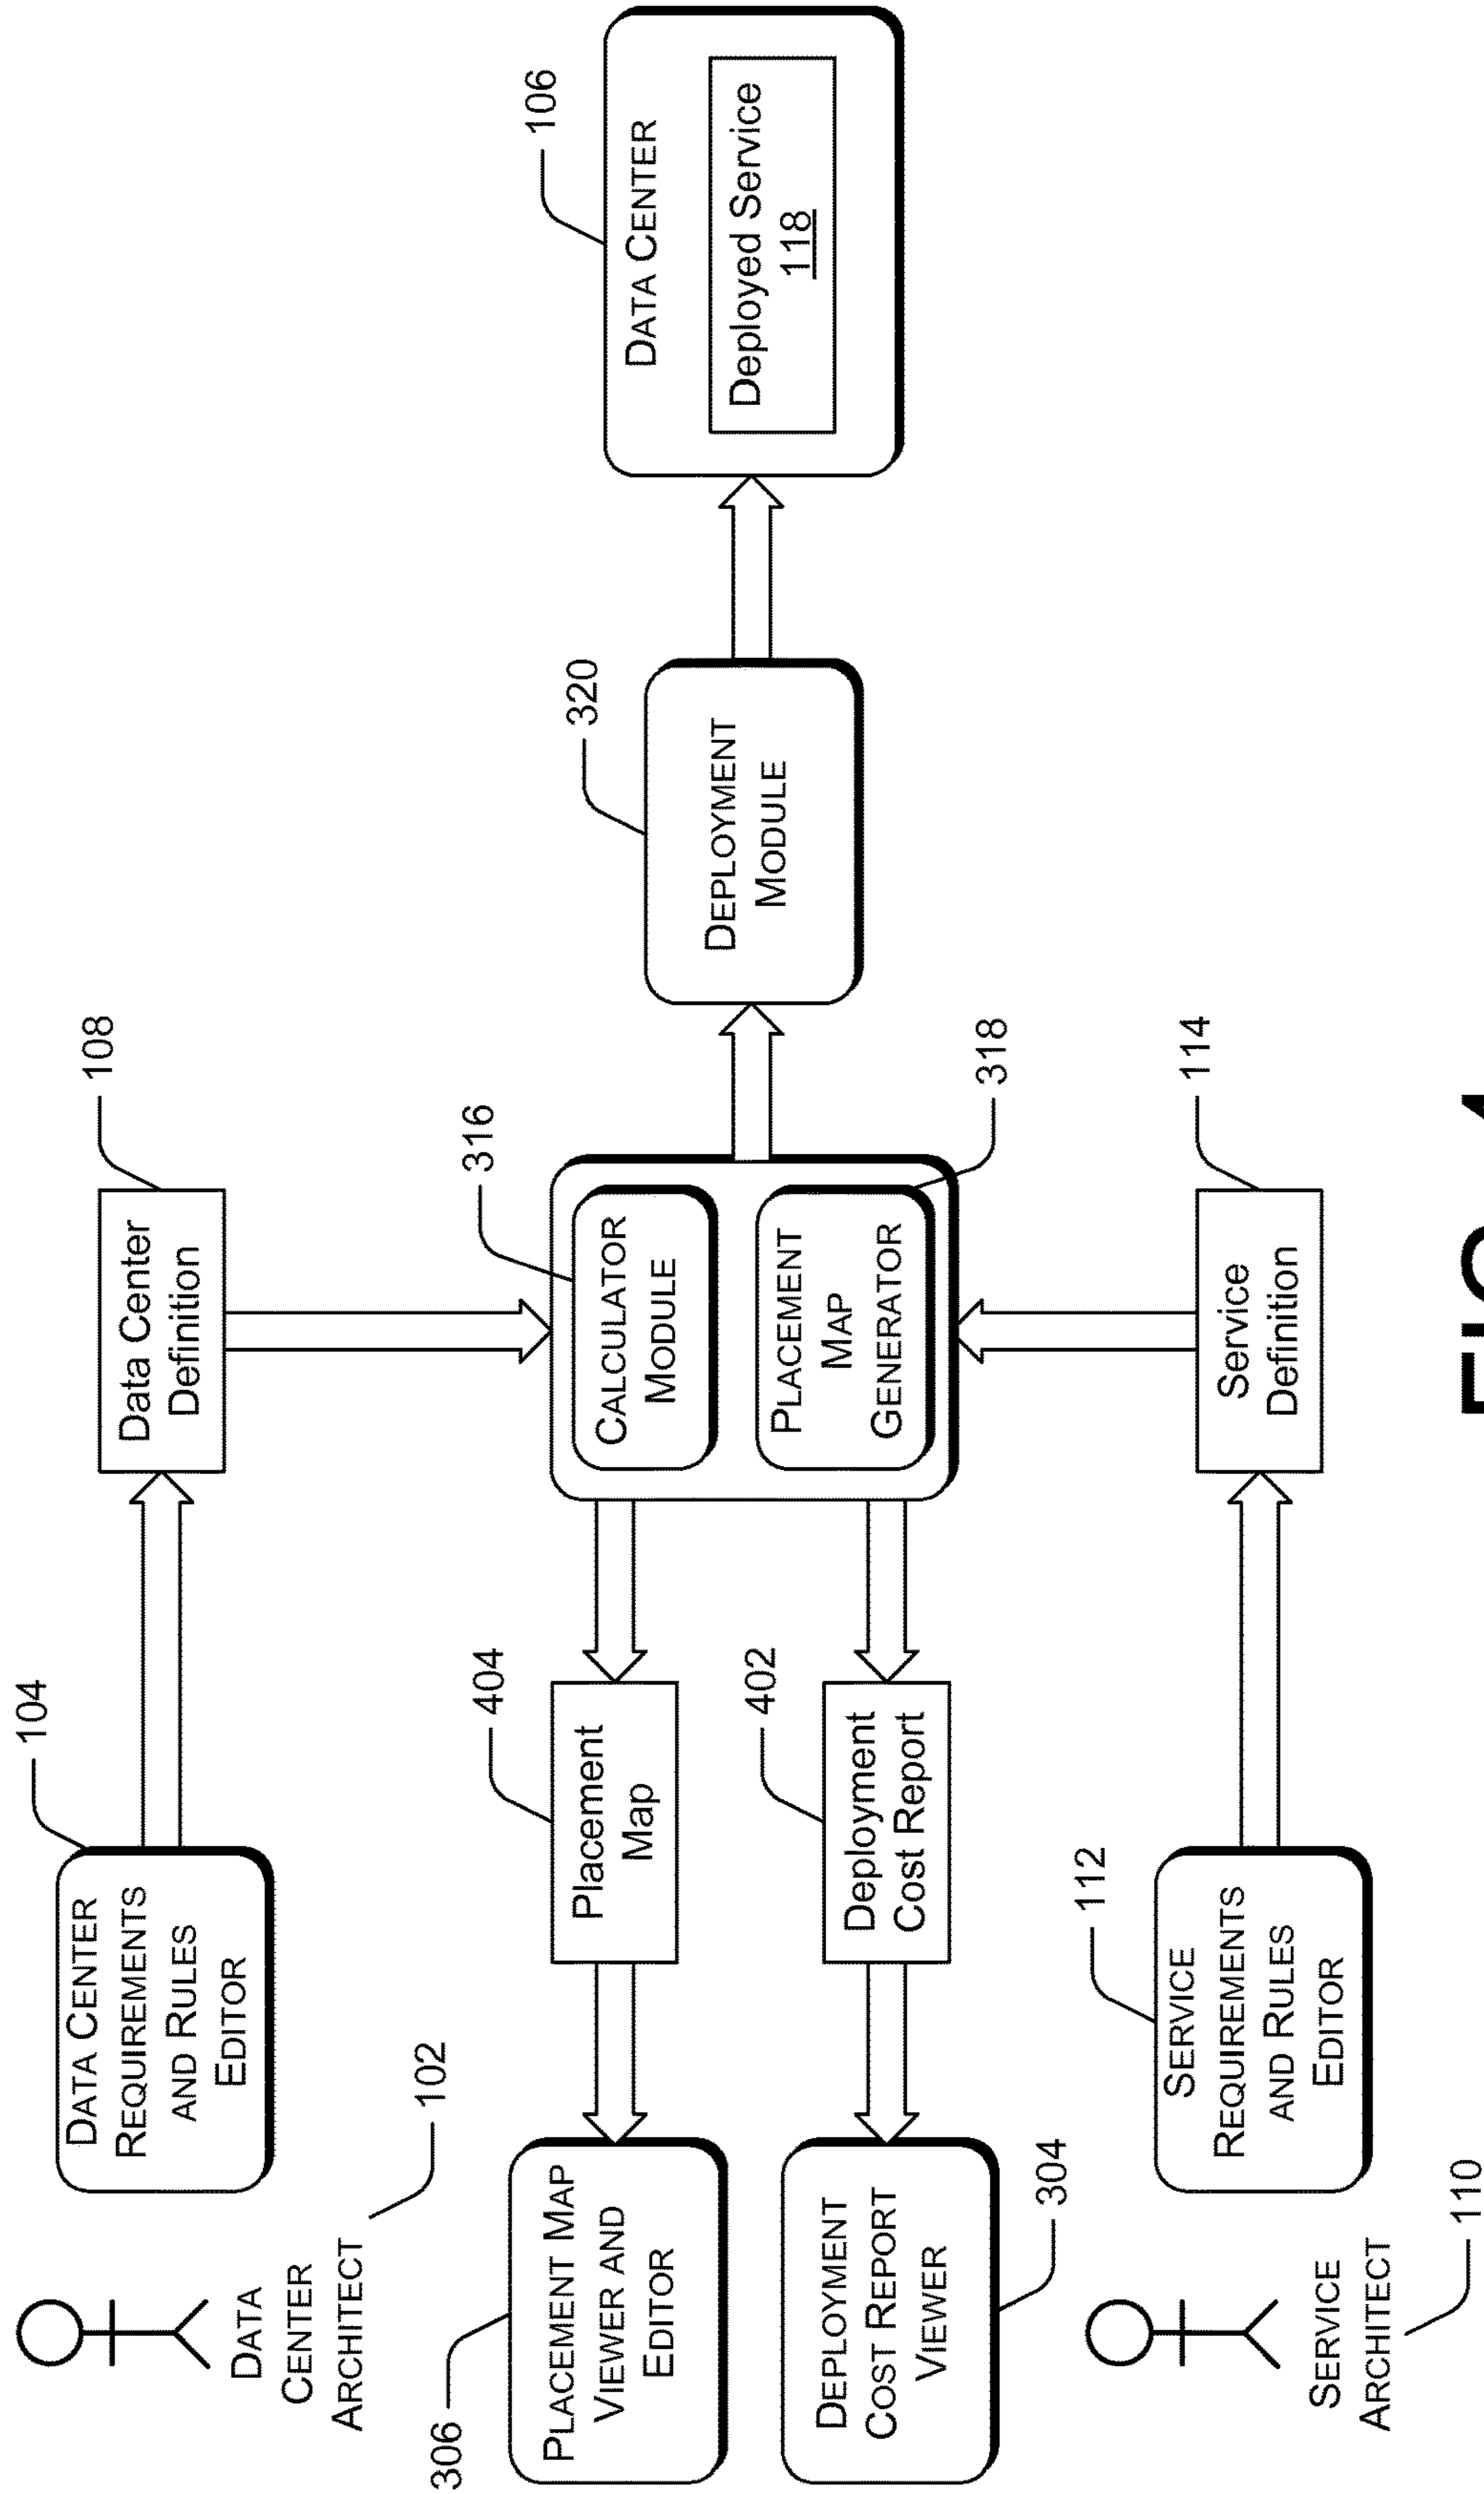 104
108
DATA CENTER
REQUIREMENTS
AND RULES
EDITOR
Data Center
Definition
DATA
CENTER
ARCHITECT
102
306
404
316
106
PLACEMENT MAP
VIEWER AND
EDITOR
Placement
Map
CALCULATOR
MODULE
320
DATA CENTER
DEPLOYMENT
MODULE
Deployed Service
118
402
DEPLOYMENT
COST REPORT
VIEWER
Deployment
Cost Report
PLACEMENT
MAP
GENERATOR
304
318
112
114
SERVICE
REQUIREMENTS
AND RULES
EDITOR
Service
Definition
SERVICE
ARCHITECT
110